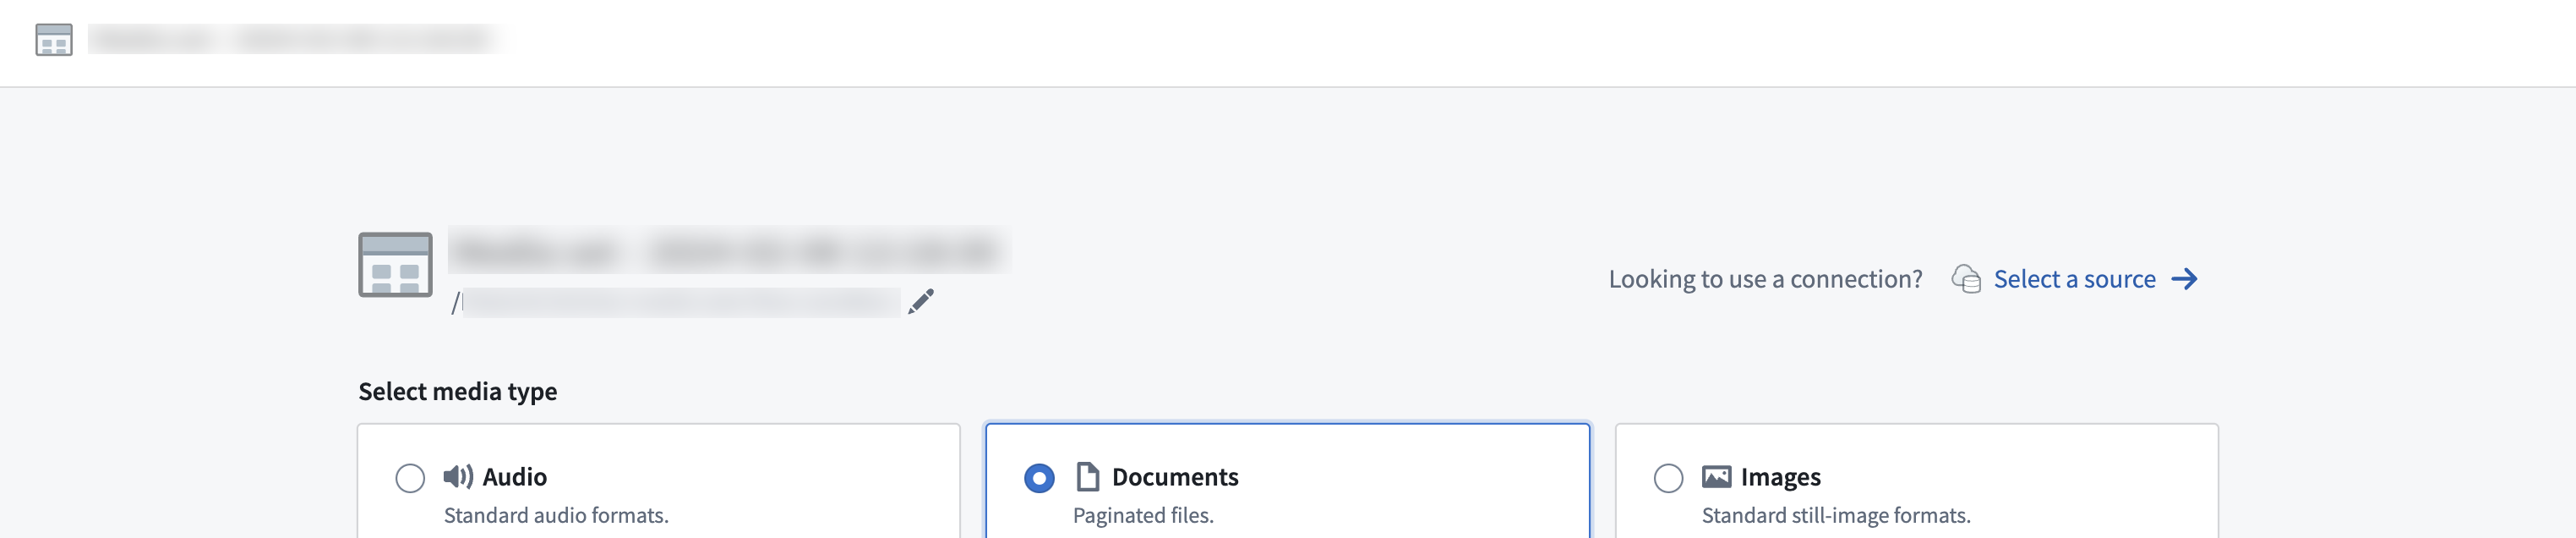 /
Looking to use a connection? Select a source
Select media type
Audio
Standard audio formats.
Documents
Paginated files.
Images
Standard still-image formats.